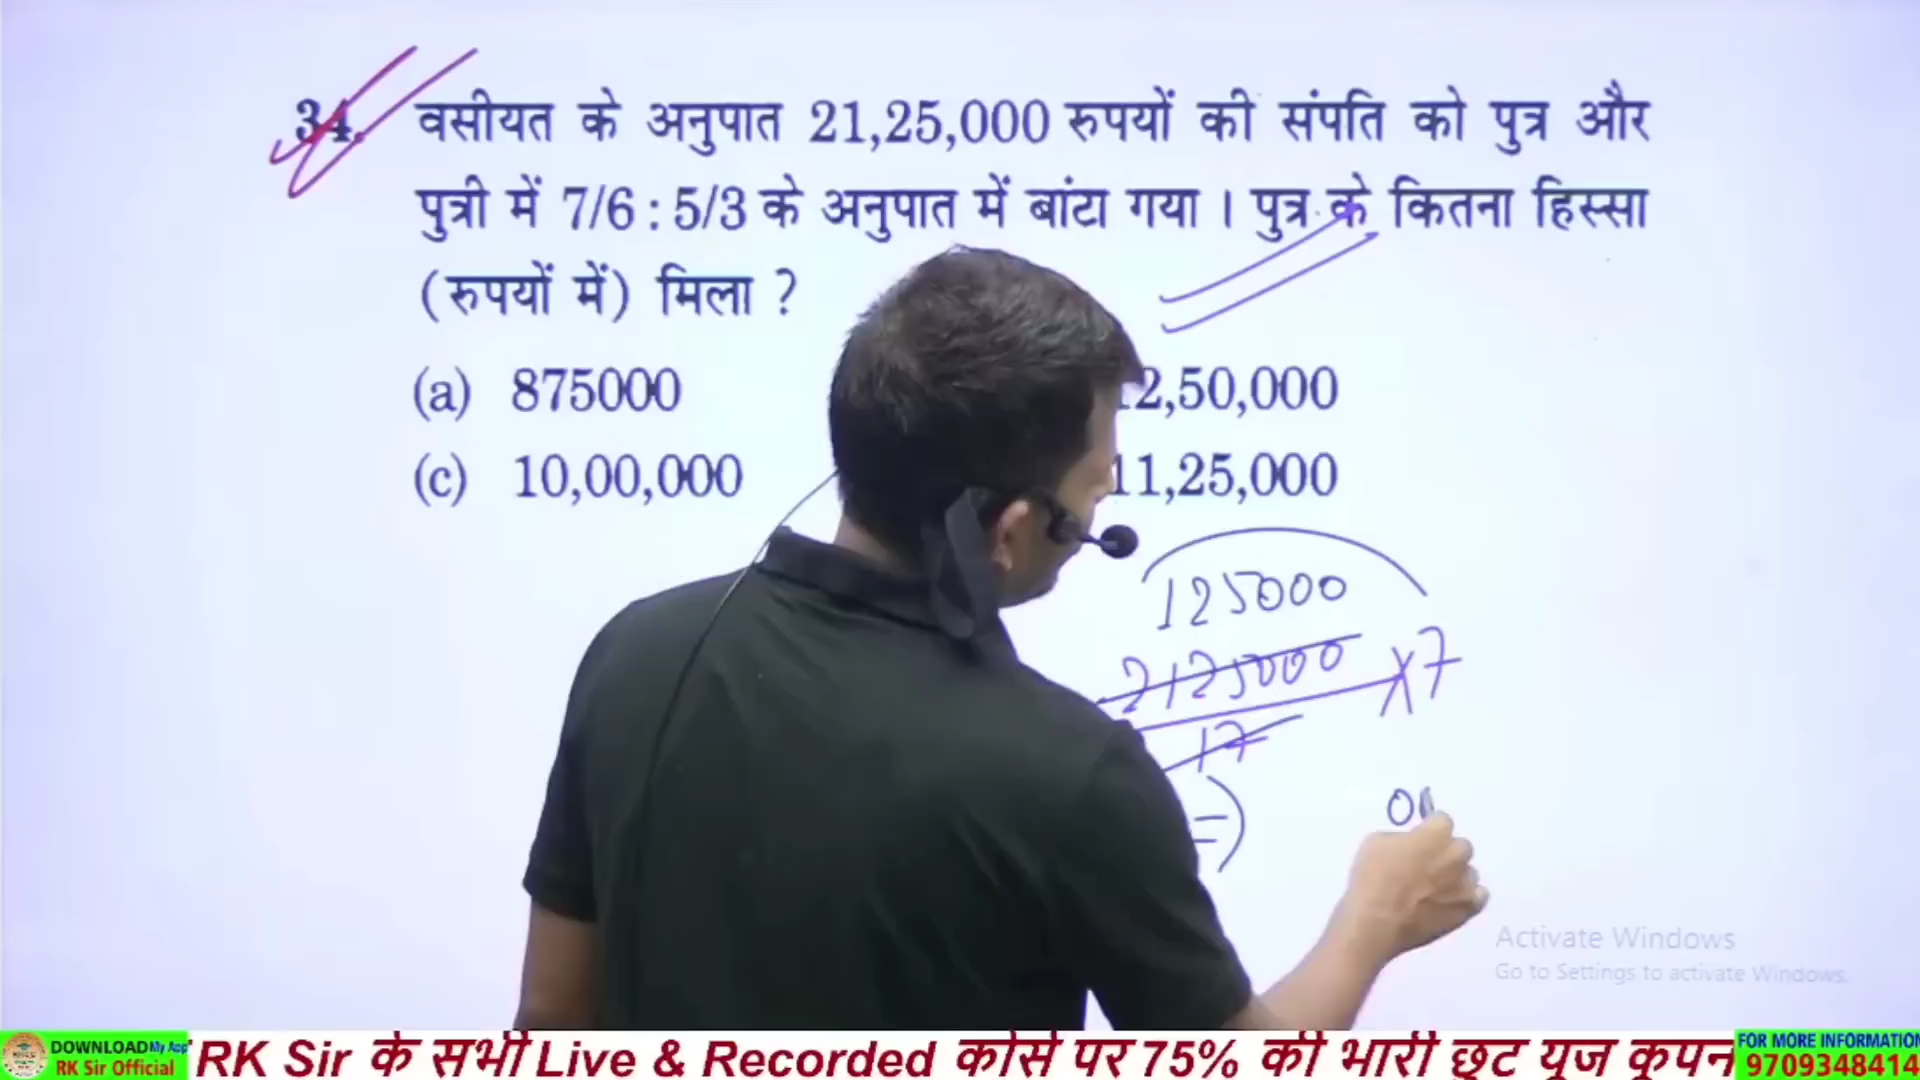 34. वसीयत के अनुपात 21,25,000 रुपयों की संपति को पुत्र और
पुत्री में 7/6 : 5/3 के अनुपात में बांटा गया । पुत्र के कितना हिस्सा
(रुपयों में) मिला ?
(a) 875000 12,50,000
(c) 10,00,000 11,25,000
125000
2125000 X 7
17
=)
Activate Windows
Go to Settings to activate Windows.
DOWNLOAD My App
RK Sir Official
RK Sir के सभी Live & Recorded कोर्स पर 75% की भारी छुट यूज कूपन
FOR MORE INFORMATION
9709348414